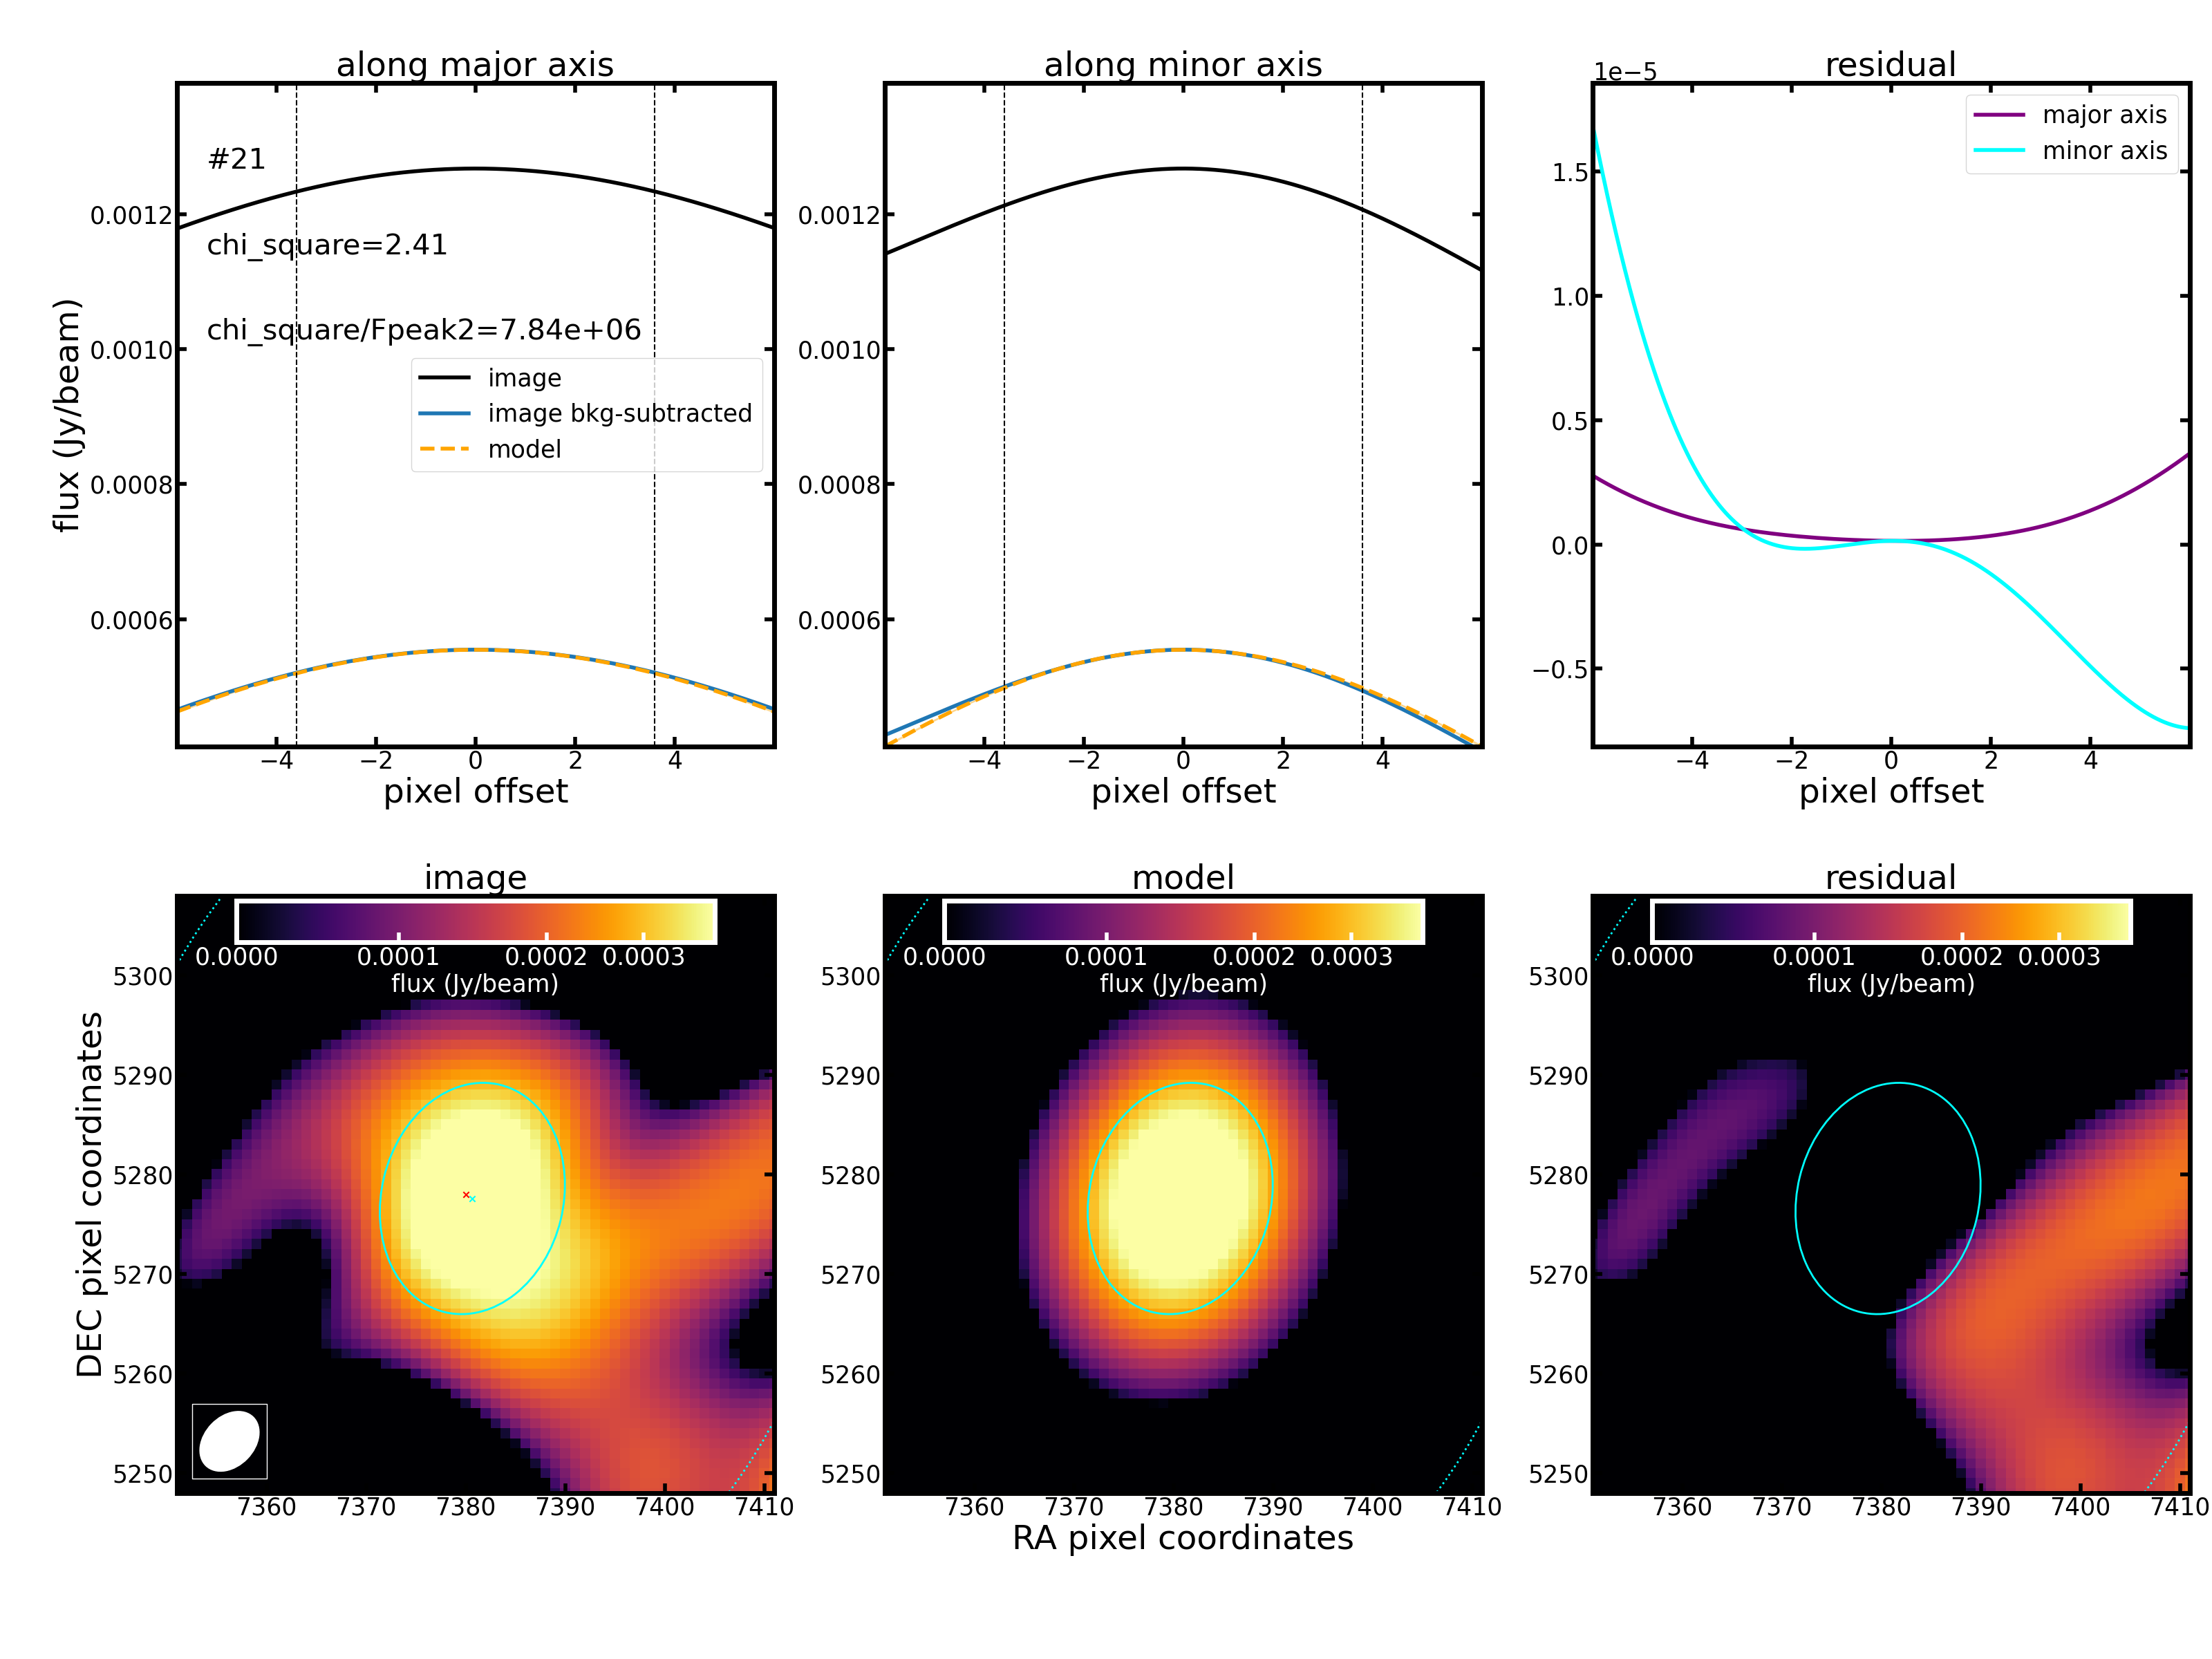 along major axis
along minor axis
residual
1e−5
#21
chi_square=2.41
chi_square/Fpeak2=7.84e+06
image
image bkg-subtracted
model
flux (Jy/beam)
0.0012
0.0010
0.0008
0.0006
−4 −2 0 2 4
pixel offset
0.0012
0.0010
0.0008
0.0006
−4 −2 0 2 4
pixel offset
major axis
minor axis
1.5
1.0
0.5
0.0
−0.5
−4 −2 0 2 4
pixel offset
image
0.0000 0.0001 0.0002 0.0003
flux (Jy/beam)
DEC pixel coordinates
5300
5290
5280
5270
5260
5250
7360 7370 7380 7390 7400 7410
model
0.0000 0.0001 0.0002 0.0003
flux (Jy/beam)
5300
5290
5280
5270
5260
5250
7360 7370 7380 7390 7400 7410
RA pixel coordinates
residual
0.0000 0.0001 0.0002 0.0003
flux (Jy/beam)
5300
5290
5280
5270
5260
5250
7360 7370 7380 7390 7400 7410